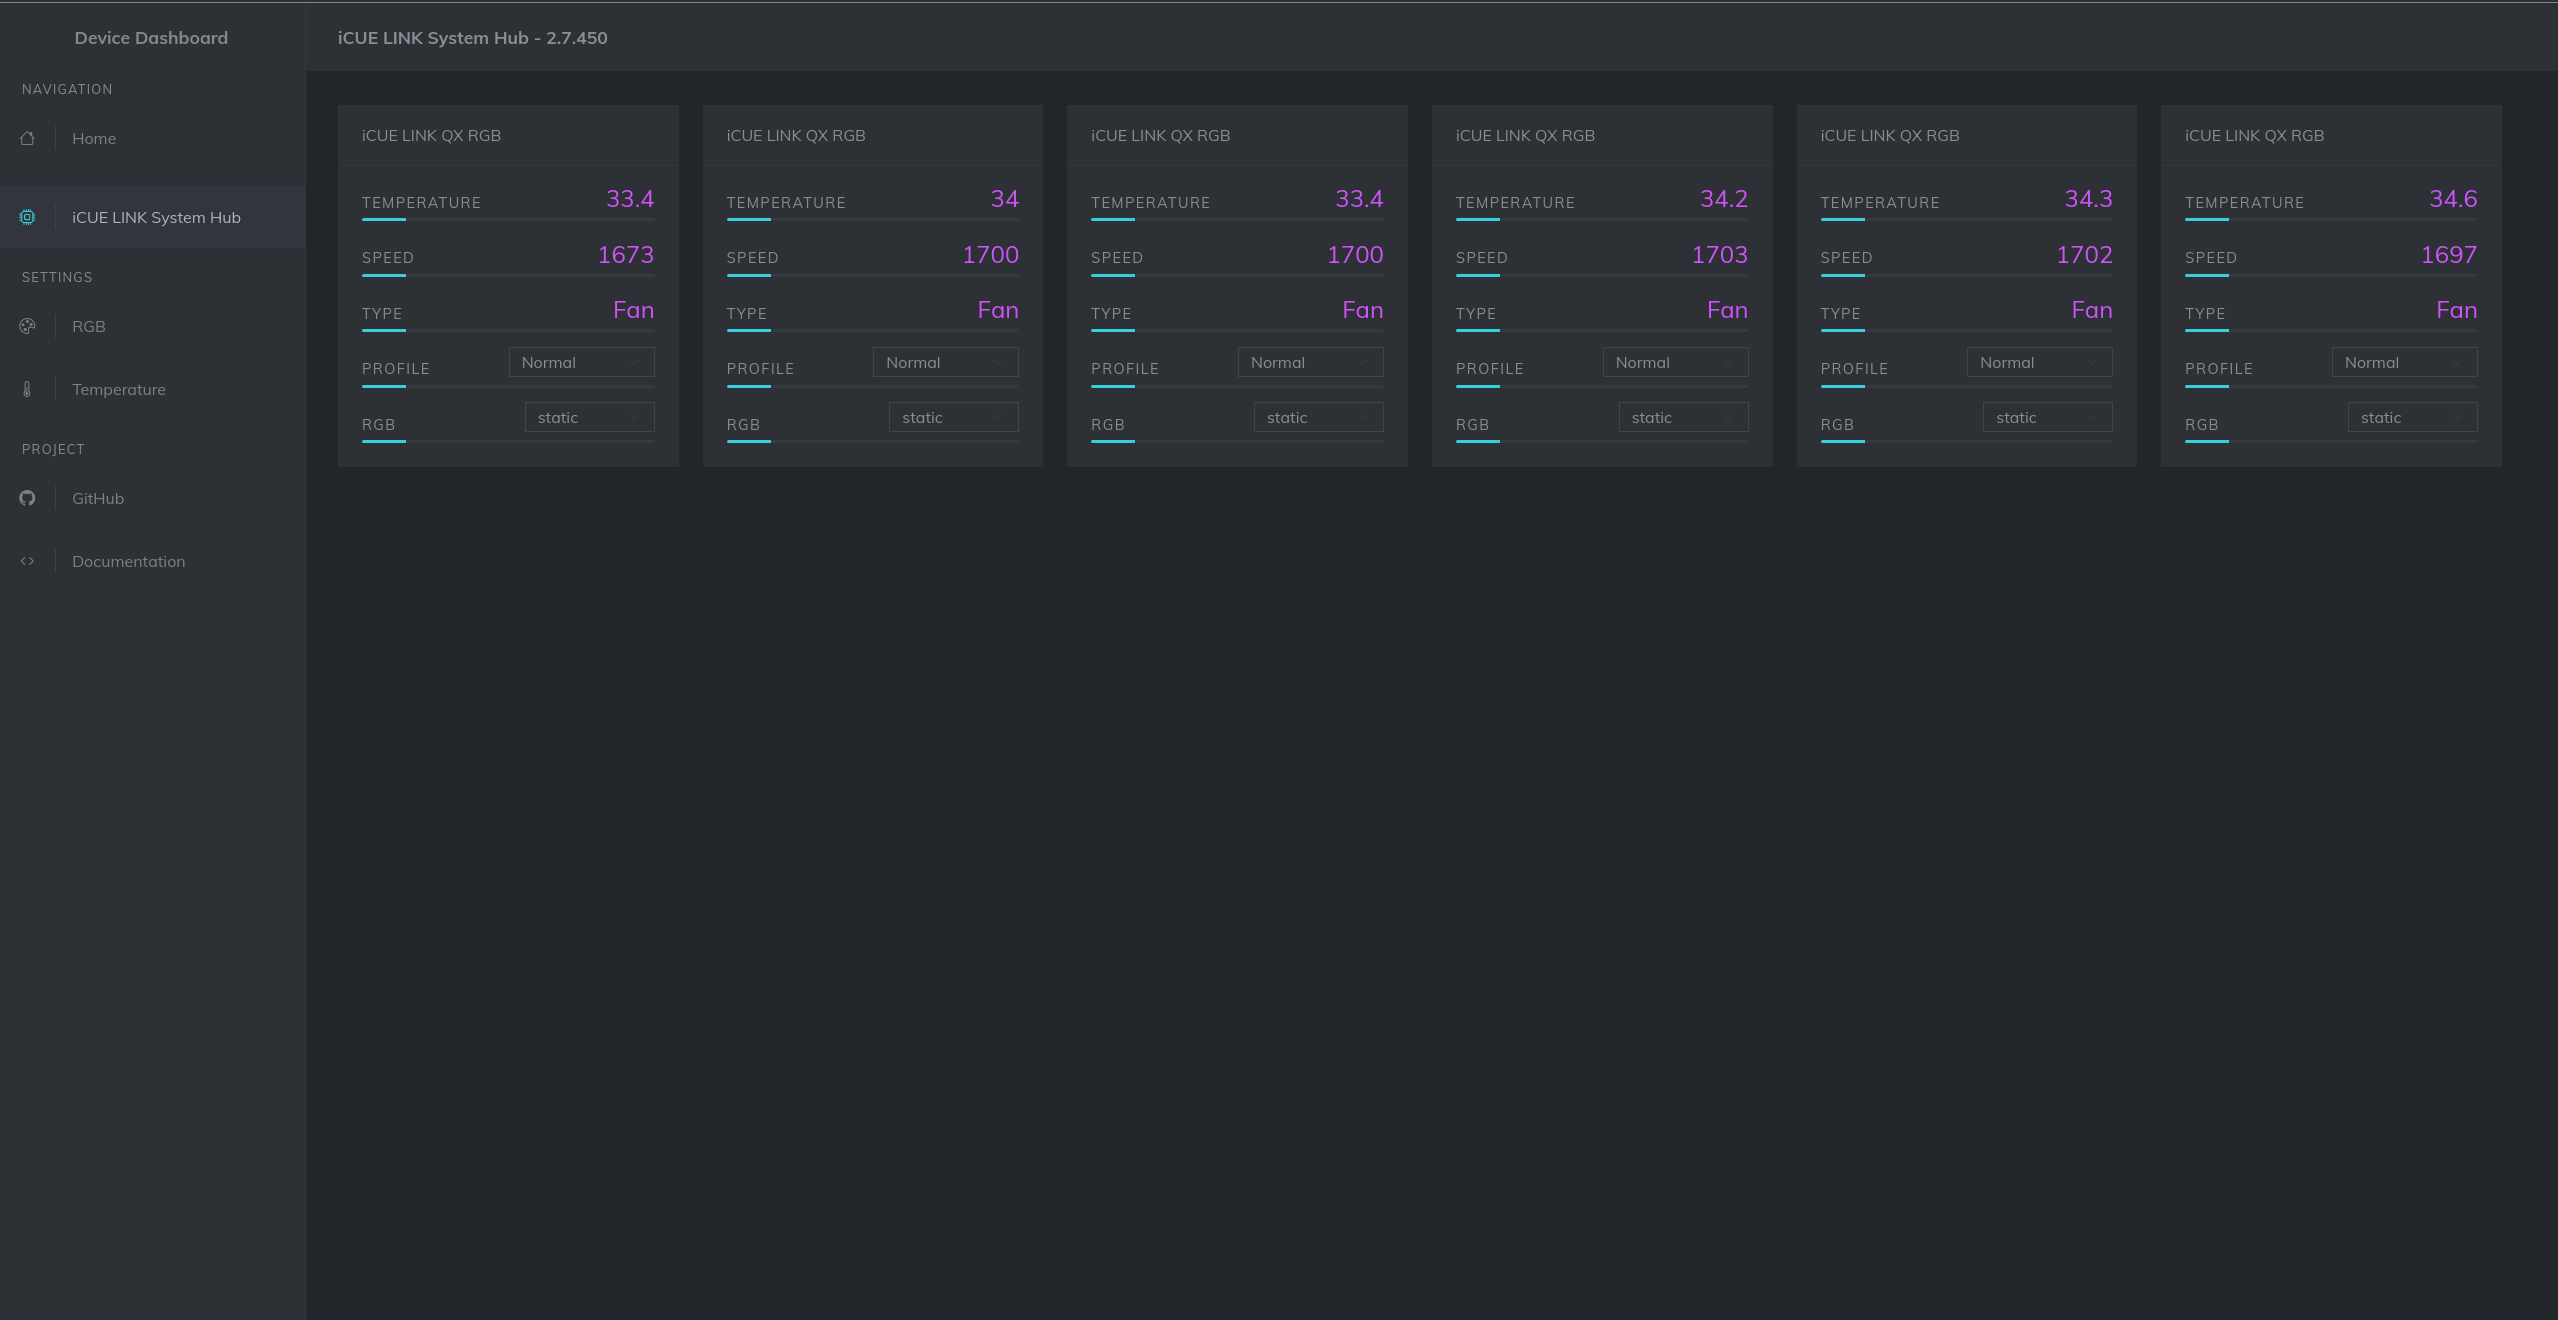 Device Dashboard
NAVIGATION
Home
iCUE LINK System Hub
SETTINGS
RGB
Temperature
PROJECT
GitHub
Documentation
iCUE LINK System Hub - 2.7.450
iCUE LINK QX RGB
TEMPERATURE 33.4
SPEED 1673
TYPE Fan
PROFILE Normal
RGB static
iCUE LINK QX RGB
TEMPERATURE 34
SPEED 1700
TYPE Fan
PROFILE Normal
RGB static
iCUE LINK QX RGB
TEMPERATURE 33.4
SPEED 1700
TYPE Fan
PROFILE Normal
RGB static
iCUE LINK QX RGB
TEMPERATURE 34.2
SPEED 1703
TYPE Fan
PROFILE Normal
RGB static
iCUE LINK QX RGB
TEMPERATURE 34.3
SPEED 1702
TYPE Fan
PROFILE Normal
RGB static
iCUE LINK QX RGB
TEMPERATURE 34.6
SPEED 1697
TYPE Fan
PROFILE Normal
RGB static